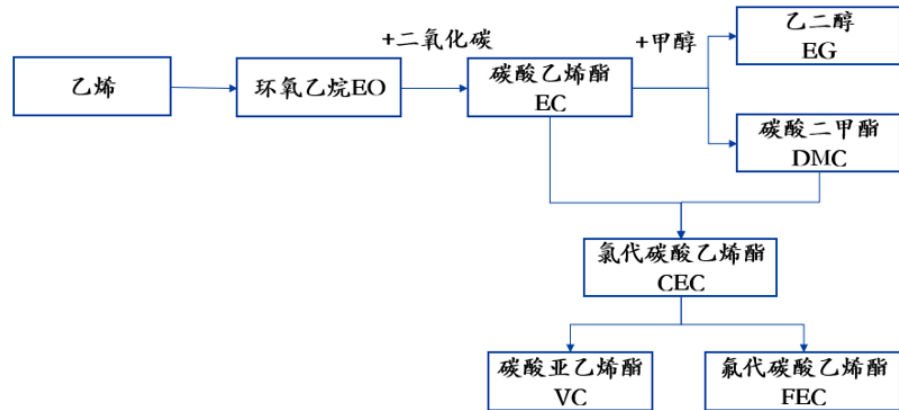 +二氧化碳
+甲醇
乙二醇
EG
乙烯
环氧乙烷EO
碳酸乙烯酯
EC
碳酸二甲酯
DMC
氯代碳酸乙烯酯
CEC
碳酸亚乙烯酯
VC
氟代碳酸乙烯酯
FEC